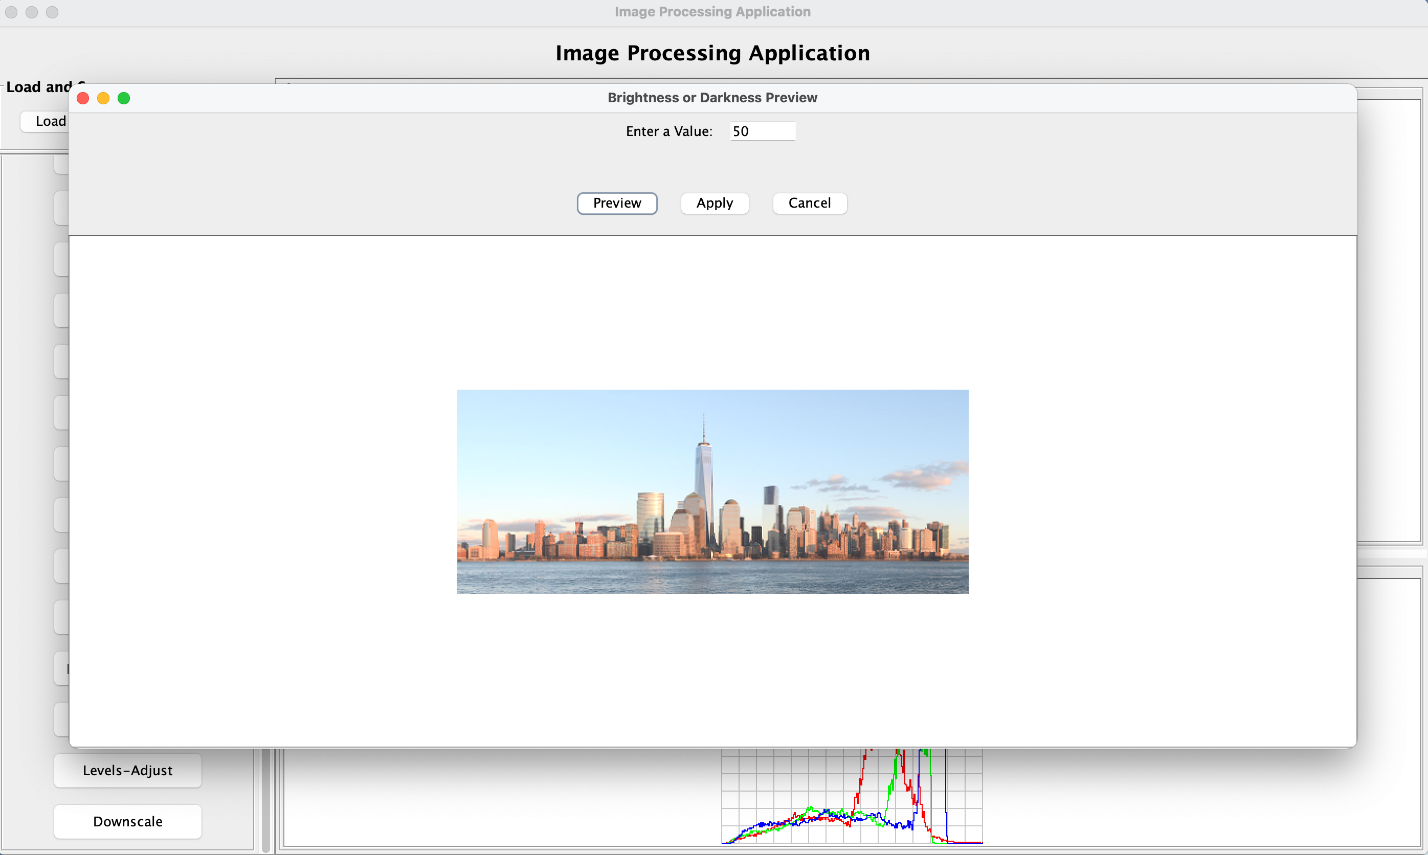 Image Processing Application
Image Processing Application
Load and
Load
Brightness or Darkness Preview
Enter a Value: 50
Preview Apply Cancel
Levels-Adjust
Downscale